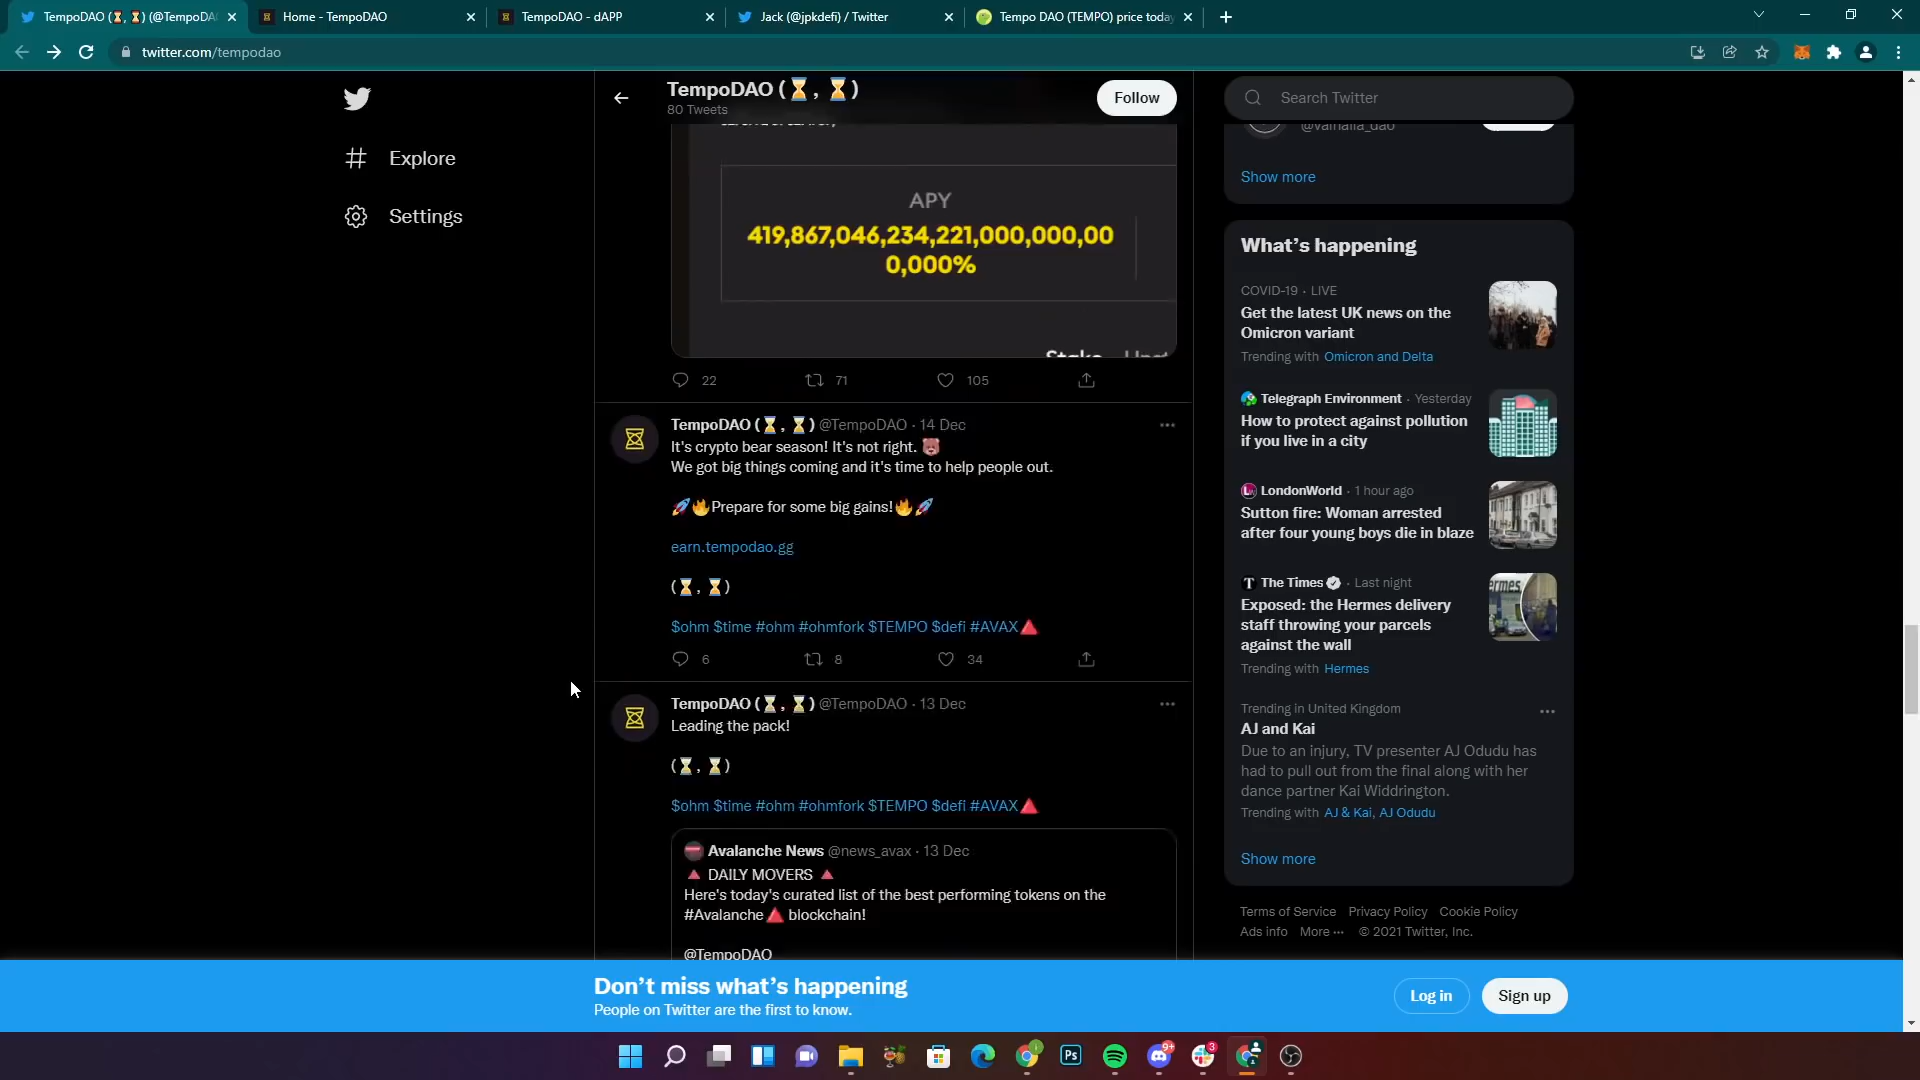 TempoDAO (⌛, ⌛) (@TempoDA
Home - TempoDAO
TempoDAO - dAPP
Jack (@jpkdefi) / Twitter
Tempo DAO (TEMPO) price today
twitter.com/tempodao
Explore
Settings
TempoDAO (⌛, ⌛)
80 Tweets
Follow
APY
419,867,046,234,221,000,000,00
0,000%
22
71
105
TempoDAO (⌛, ⌛) @TempoDAO · 14 Dec
It's crypto bear season! It's not right. 🐻
We got big things coming and it's time to help people out.
🚀🔥Prepare for some big gains!🔥🚀
earn.tempodao.gg
(⌛, ⌛)
$ohm $time #ohm #ohmfork $TEMPO $defi #AVAX🔺
6
8
34
TempoDAO (⌛, ⌛) @TempoDAO · 13 Dec
Leading the pack!
(⌛, ⌛)
$ohm $time #ohm #ohmfork $TEMPO $defi #AVAX🔺
Avalanche News @news_avax · 13 Dec
🔺 DAILY MOVERS 🔺
Here's today's curated list of the best performing tokens on the
#Avalanche🔺 blockchain!
@TempoDAO
Search Twitter
@valhalla_dao
Show more
What's happening
COVID-19 · LIVE
Get the latest UK news on the
Omicron variant
Trending with Omicron and Delta
Telegraph Environment · Yesterday
How to protect against pollution
if you live in a city
LondonWorld · 1 hour ago
Sutton fire: Woman arrested
after four young boys die in blaze
The Times · Last night
Exposed: the Hermes delivery
staff throwing your parcels
against the wall
Trending with Hermes
Trending in United Kingdom
AJ and Kai
Due to an injury, TV presenter AJ Odudu has
had to pull out from the final along with her
dance partner Kai Widdrington.
Trending with AJ & Kai, AJ Odudu
Show more
Terms of Service Privacy Policy Cookie Policy
Ads info More ··· © 2021 Twitter, Inc.
Don't miss what's happening
People on Twitter are the first to know.
Log in
Sign up
Ps
9+
3